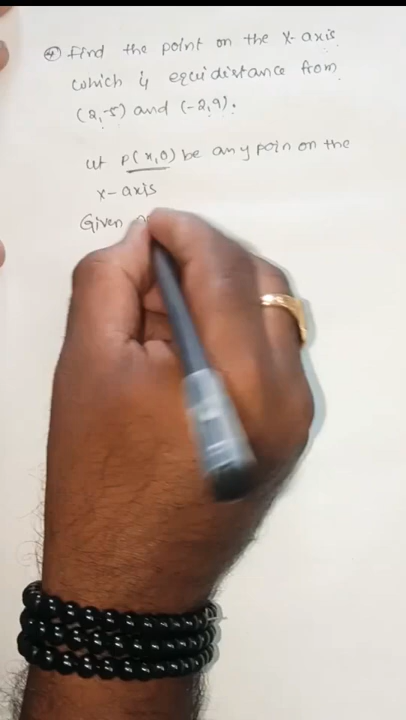 ④ Find the point on the x-axis
which is equidistance from
(2,-5) and (-2,9).
let P(x,0) be any poin on the
x-axis
Given